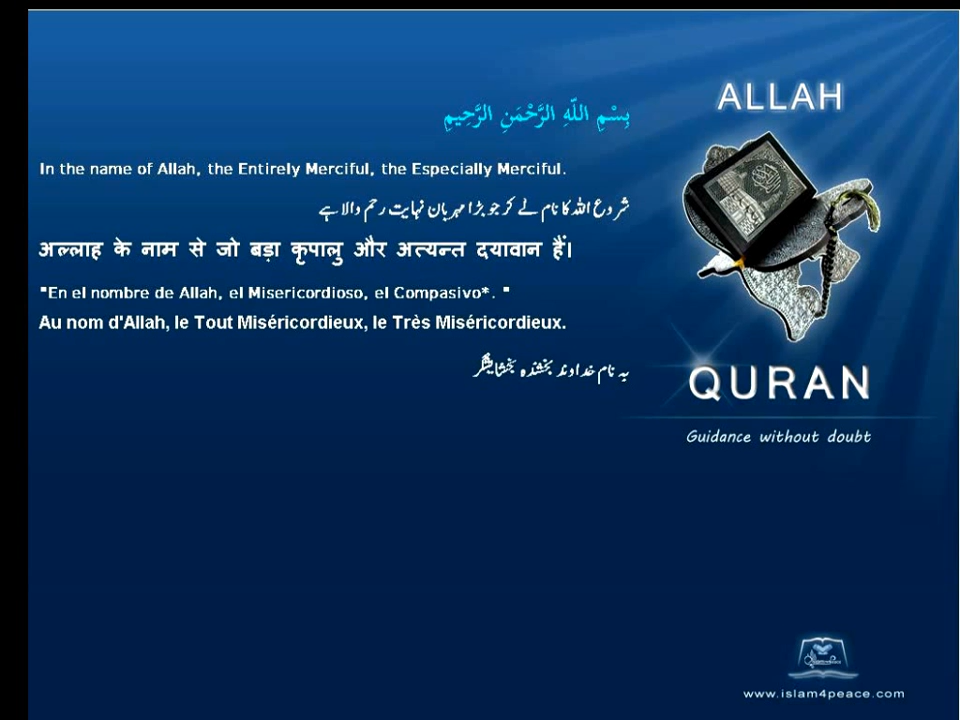 بِسْمِ اللّهِ الرَّحْمَنِ الرَّحِيمِ
In the name of Allah, the Entirely Merciful, the Especially Merciful.
شروع الله کا نام لے کر جو بڑا مہربان نہایت رحم والا ہے
अल्लाह के नाम से जो बड़ा कृपालु और अत्यन्त दयावान हैं।
"En el nombre de Allah, el Misericordioso, el Compasivo*. "
Au nom d'Allah, le Tout Miséricordieux, le Très Miséricordieux.
به نام خداوند بخشنده بخشایشگر
ALLAH
QURAN
Guidance without doubt
www.islam4peace.com